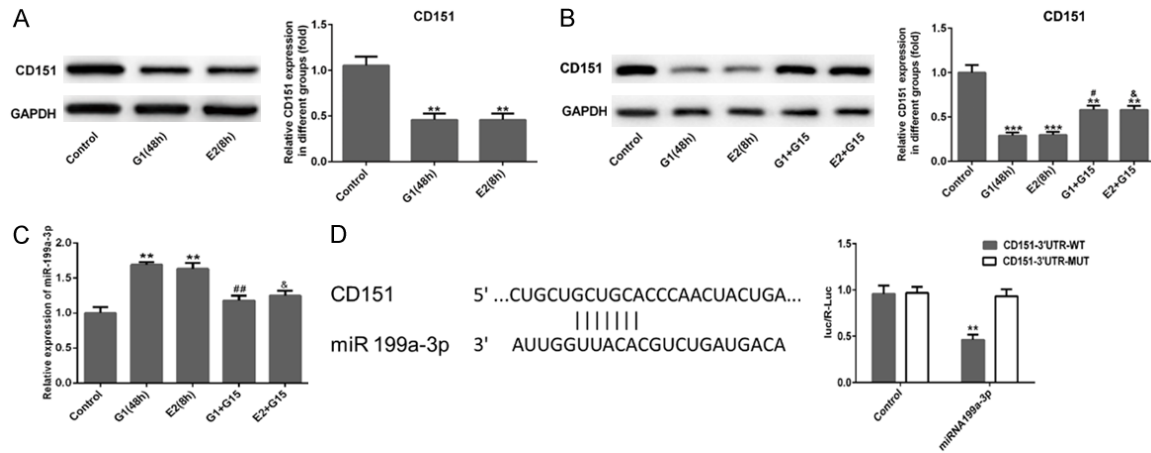 A
CD151
GAPDH
Control
G1(48h)
E2(8h)
CD151
Relative CD151 expression
in different groups (fold)
1.5
1.0
0.5
0.0
**
**
Control
G1(48h)
E2(8h)
B
CD151
GAPDH
Control
G1(48h)
E2(8h)
G1+G15
E2+G15
CD151
Relative CD151 expression
in different groups (fold)
1.5
1.0
0.5
0.0
***
***
#
**
&
**
Control
G1(48h)
E2(8h)
G1+G15
E2+G15
C
Relative expression of miR-199a-3p
2.0
1.5
1.0
0.5
0.0
**
**
##
&
Control
G1(48h)
E2(8h)
G1+G15
E2+G15
D
CD151 5' ...CUGCUGCUGCACCCAACUACUGA...
| | | | | | |
miR 199a-3p 3' AUUGGUUACACGUCUGAUGACA
CD151-3'UTR-WT
CD151-3'UTR-MUT
luc/R-Luc
1.5
1.0
0.5
0.0
**
Control
miRNA199a-3p